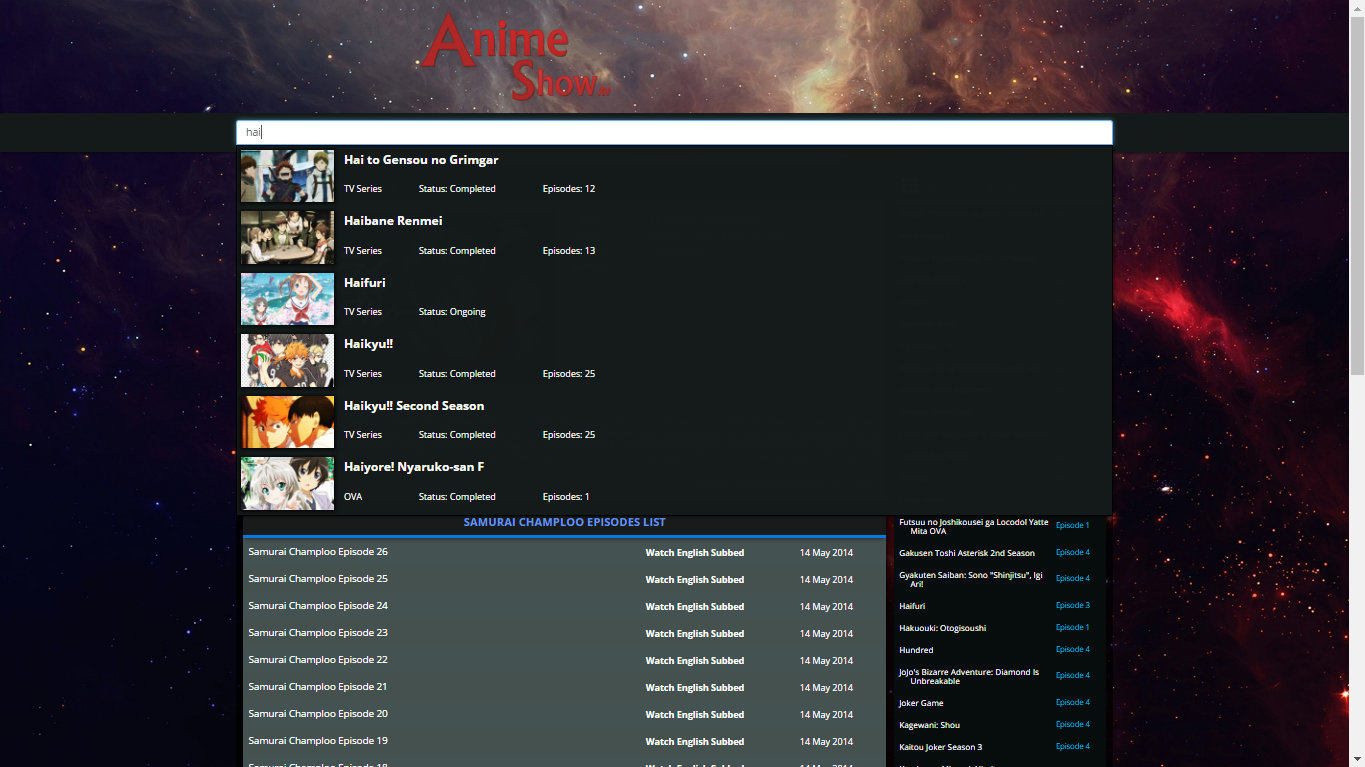 Anime
Show.tv
hai
Hai to Gensou no Grimgar
TV Series Status: Completed Episodes: 12
Haibane Renmei
TV Series Status: Completed Episodes: 13
Haifuri
TV Series Status: Ongoing
Haikyu!!
TV Series Status: Completed Episodes: 25
Haikyu!! Second Season
TV Series Status: Completed Episodes: 25
Haiyore! Nyaruko-san F
OVA Status: Completed Episodes: 1
SAMURAI CHAMPLOO EPISODES LIST
Samurai Champloo Episode 26 Watch English Subbed 14 May 2014
Samurai Champloo Episode 25 Watch English Subbed 14 May 2014
Samurai Champloo Episode 24 Watch English Subbed 14 May 2014
Samurai Champloo Episode 23 Watch English Subbed 14 May 2014
Samurai Champloo Episode 22 Watch English Subbed 14 May 2014
Samurai Champloo Episode 21 Watch English Subbed 14 May 2014
Samurai Champloo Episode 20 Watch English Subbed 14 May 2014
Samurai Champloo Episode 19 Watch English Subbed 14 May 2014
Futsuu no Joshikousei ga Locodol Yatte Episode 1
Mita OVA
Gakusen Toshi Asterisk 2nd Season Episode 4
Gyakuten Saiban: Sono "Shinjitsu", Igi Episode 4
Ari!
Haifuri Episode 3
Hakuouki: Otogisoushi Episode 1
Hundred Episode 4
JoJo's Bizarre Adventure: Diamond Is Episode 4
Unbreakable
Joker Game Episode 4
Kagewani: Shou Episode 4
Kaitou Joker Season 3 Episode 4